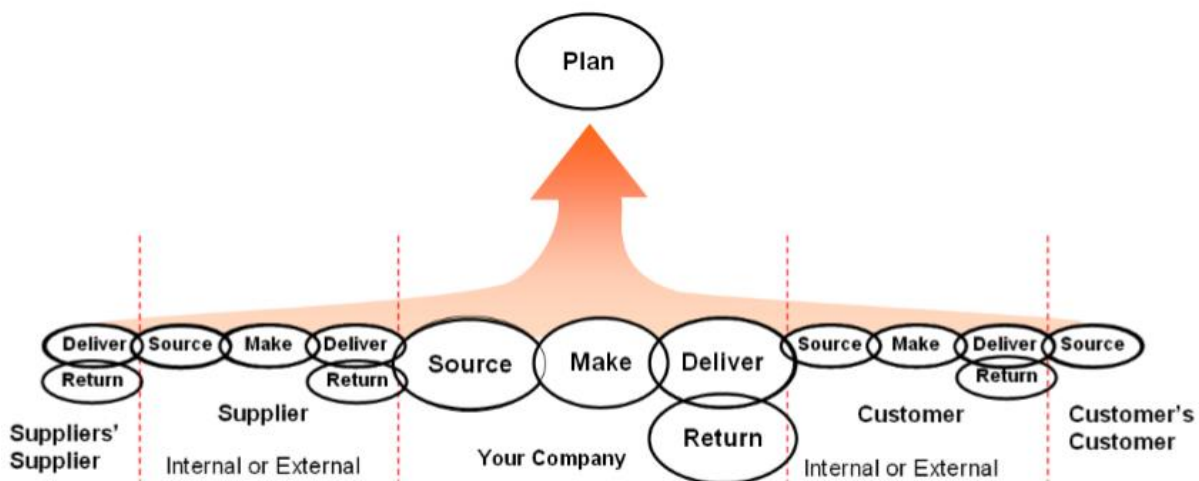 Plan
Deliver Source Make Deliver Source Make Deliver Source Make Deliver Source
Return Return Return Return
Supplier Customer
Suppliers' Supplier
Internal or External
Your Company
Internal or External
Customer's Customer